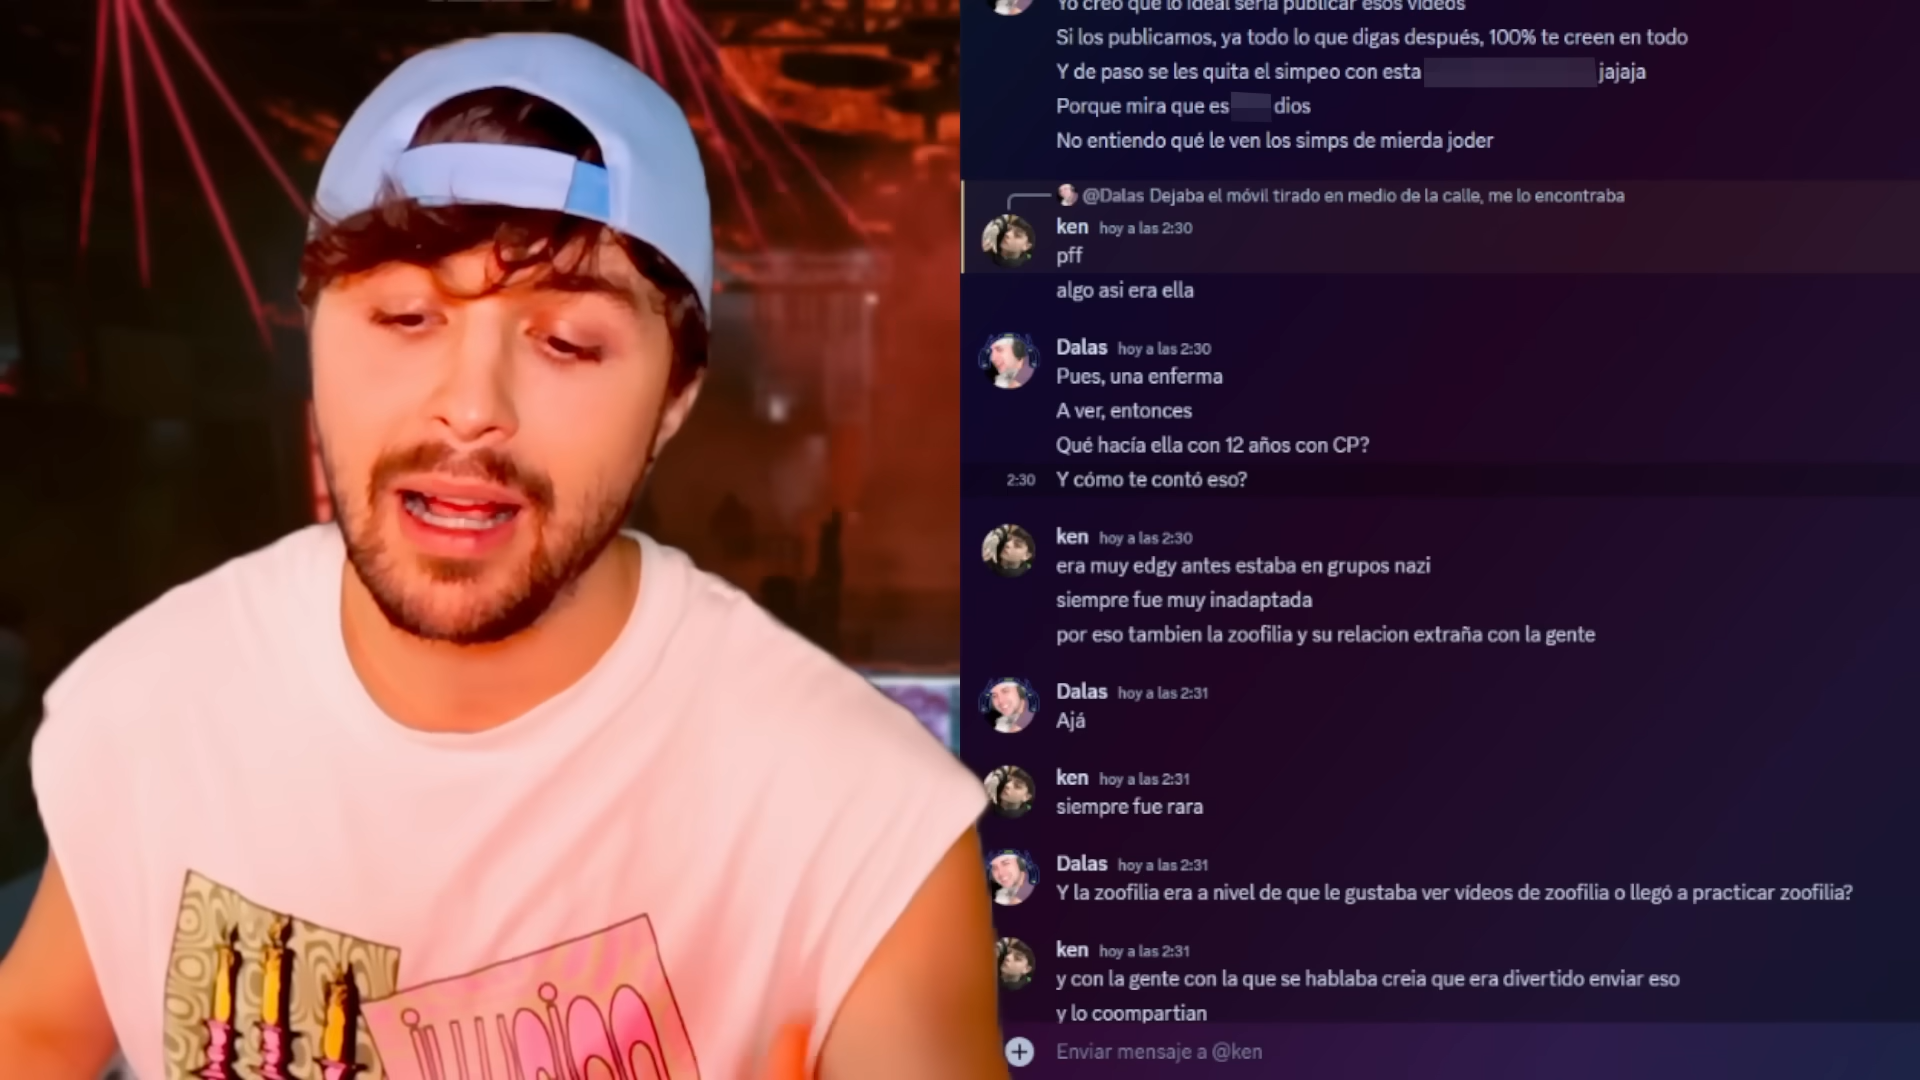 Yo creo que lo ideal sería publicar esos vídeos
Si los publicamos, ya todo lo que digas después, 100% te creen en todo
Y de paso se les quita el simpeo con esta jajaja
Porque mira que es dios
No entiendo qué le ven los simps de mierda joder
@Dalas Dejaba el móvil tirado en medio de la calle, me lo encontraba
ken hoy a las 2:30
pff
algo asi era ella
Dalas hoy a las 2:30
Pues, una enferma
A ver, entonces
Qué hacía ella con 12 años con CP?
2:30 Y cómo te contó eso?
ken hoy a las 2:30
era muy edgy antes estaba en grupos nazi
siempre fue muy inadaptada
por eso tambien la zoofilia y su relacion extraña con la gente
Dalas hoy a las 2:31
Ajá
ken hoy a las 2:31
siempre fue rara
Dalas hoy a las 2:31
Y la zoofilia era a nivel de que le gustaba ver vídeos de zoofilia o llegó a practicar zoofilia?
ken hoy a las 2:31
y con la gente con la que se hablaba creia que era divertido enviar eso
y lo coompartian
Enviar mensaje a @ken